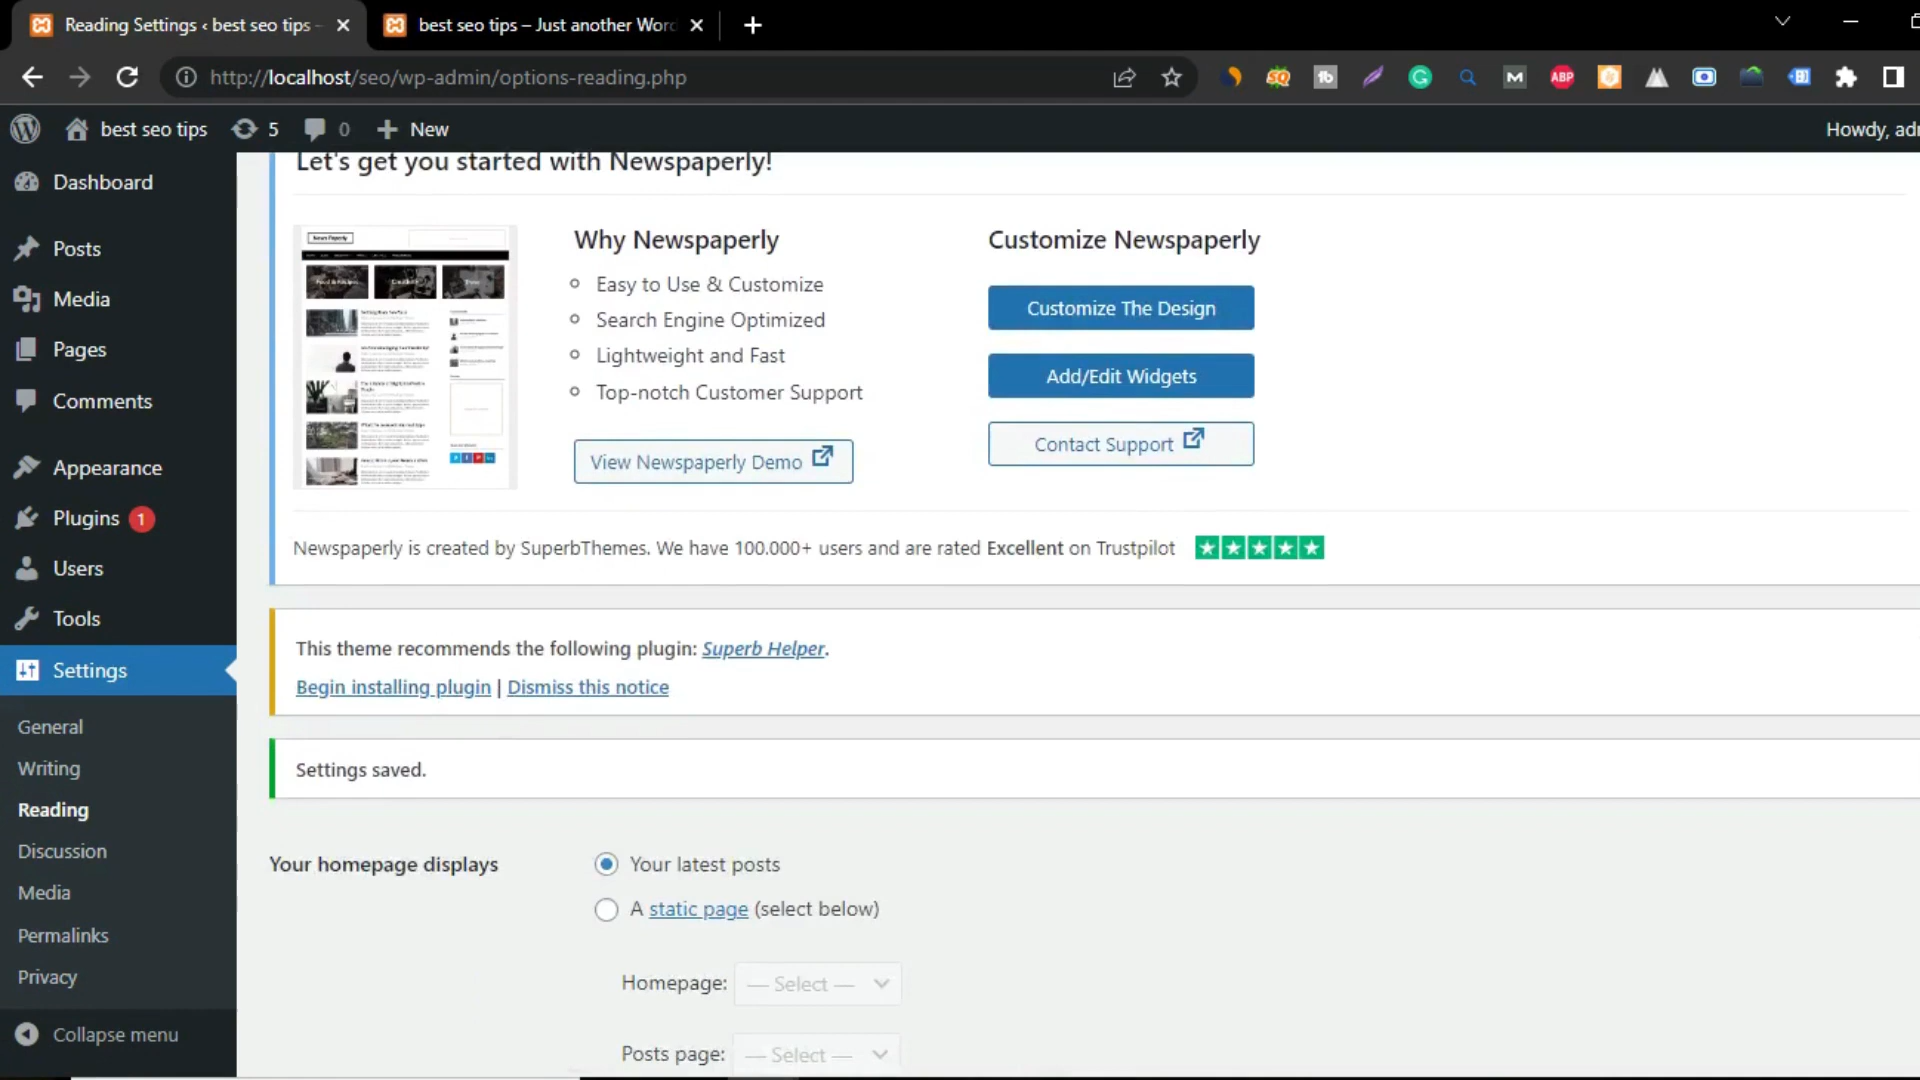 Reading Settings ‹ best seo tips –
best seo tips – Just another Word
http://localhost/seo/wp-admin/options-reading.php
best seo tips
5
0
New
Howdy, adm
Dashboard
Posts
Media
Pages
Comments
Appearance
Plugins 1
Users
Tools
Settings
General
Writing
Reading
Discussion
Media
Permalinks
Privacy
Collapse menu
Let's get you started with Newspaperly!
Why Newspaperly
Easy to Use & Customize
Search Engine Optimized
Lightweight and Fast
Top-notch Customer Support
View Newspaperly Demo
Customize Newspaperly
Customize The Design
Add/Edit Widgets
Contact Support
Newspaperly is created by SuperbThemes. We have 100.000+ users and are rated Excellent on Trustpilot
This theme recommends the following plugin: Superb Helper.
Begin installing plugin | Dismiss this notice
Settings saved.
Your homepage displays
Your latest posts
A static page (select below)
Homepage: — Select —
Posts page: — Select —